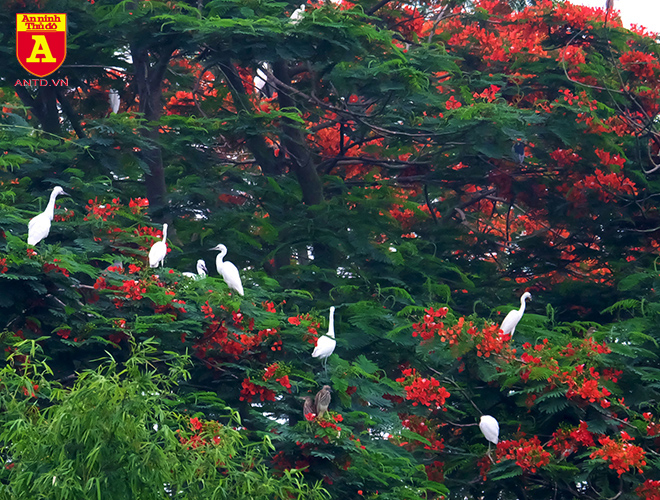 An ninh
Thủ đô
A
ANTD.VN